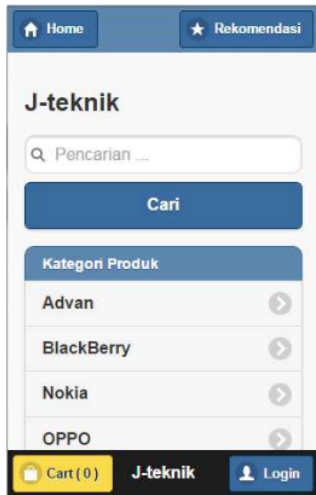 Home Rekomendasi
J-teknik
Pencarian ...
Cari
Kategori Produk
Advan
BlackBerry
Nokia
OPPO
Cart ( 0 ) J-teknik Login